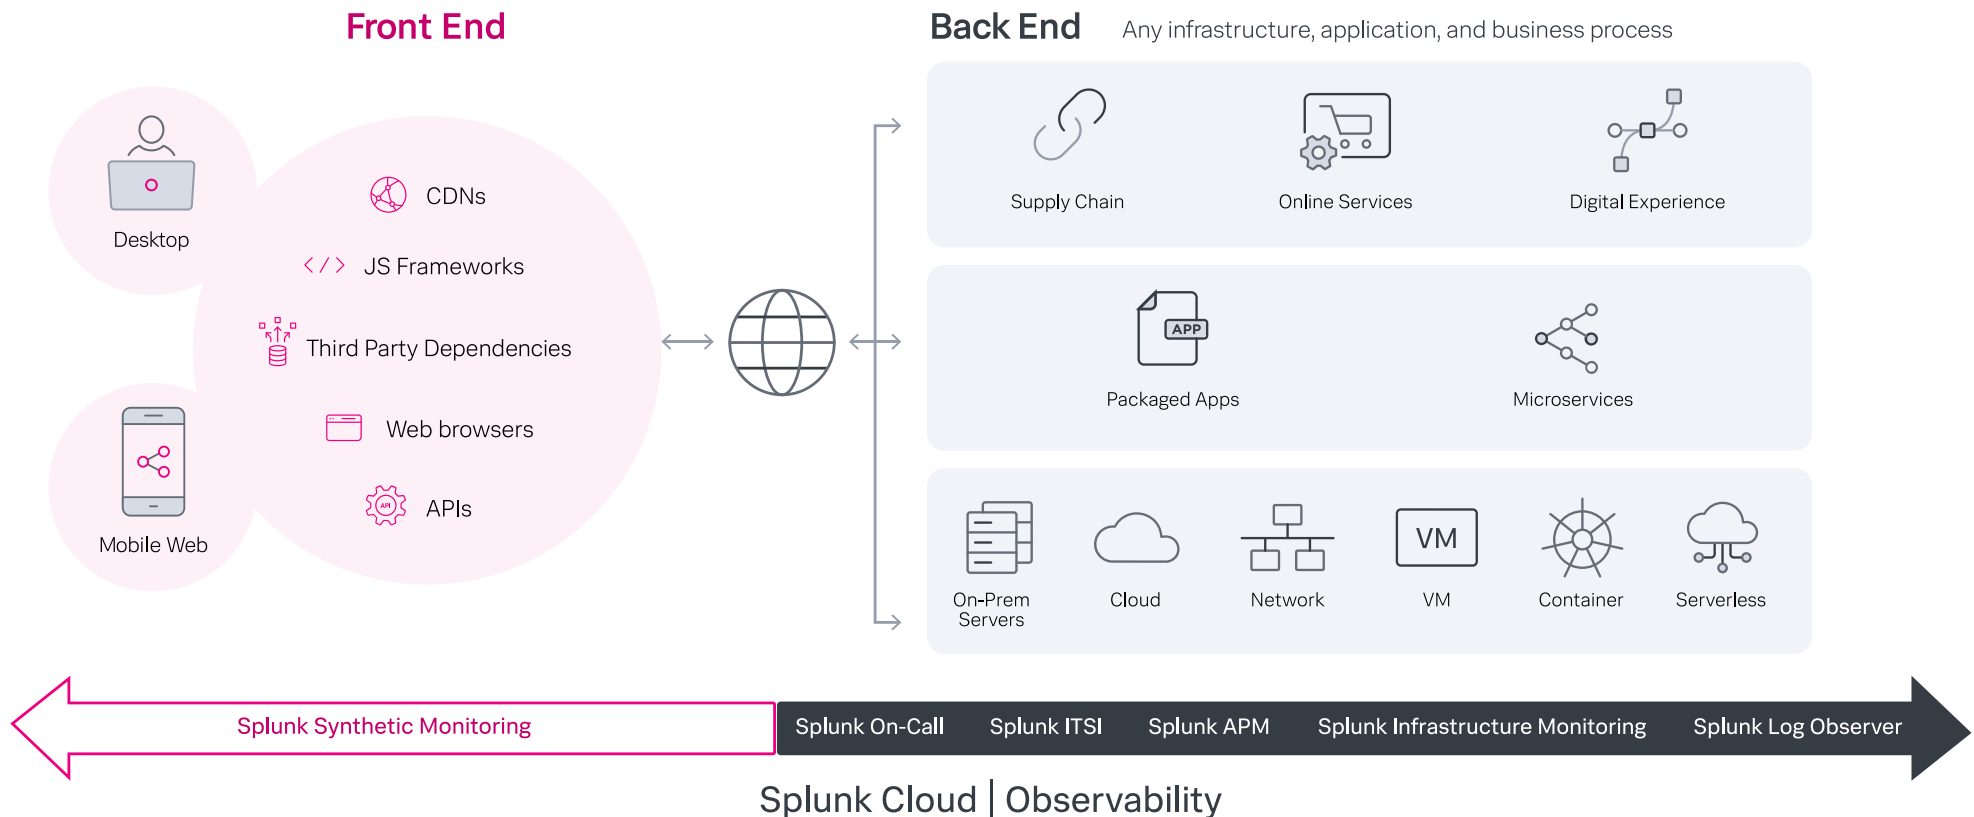 Front End
Back End
Any infrastructure, application, and business process
Desktop
CDNs
JS Frameworks
Third Party Dependencies
Web browsers
API
APIs
Mobile Web
Supply Chain
Online Services
Digital Experience
APP
Packaged Apps
Microservices
VM
On-Prem
Servers
Cloud
Network
VM
Container
Serverless
Splunk Synthetic Monitoring
Splunk On-Call
Splunk ITSI
Splunk APM
Splunk Infrastructure Monitoring
Splunk Log Observer
Splunk Cloud | Observability